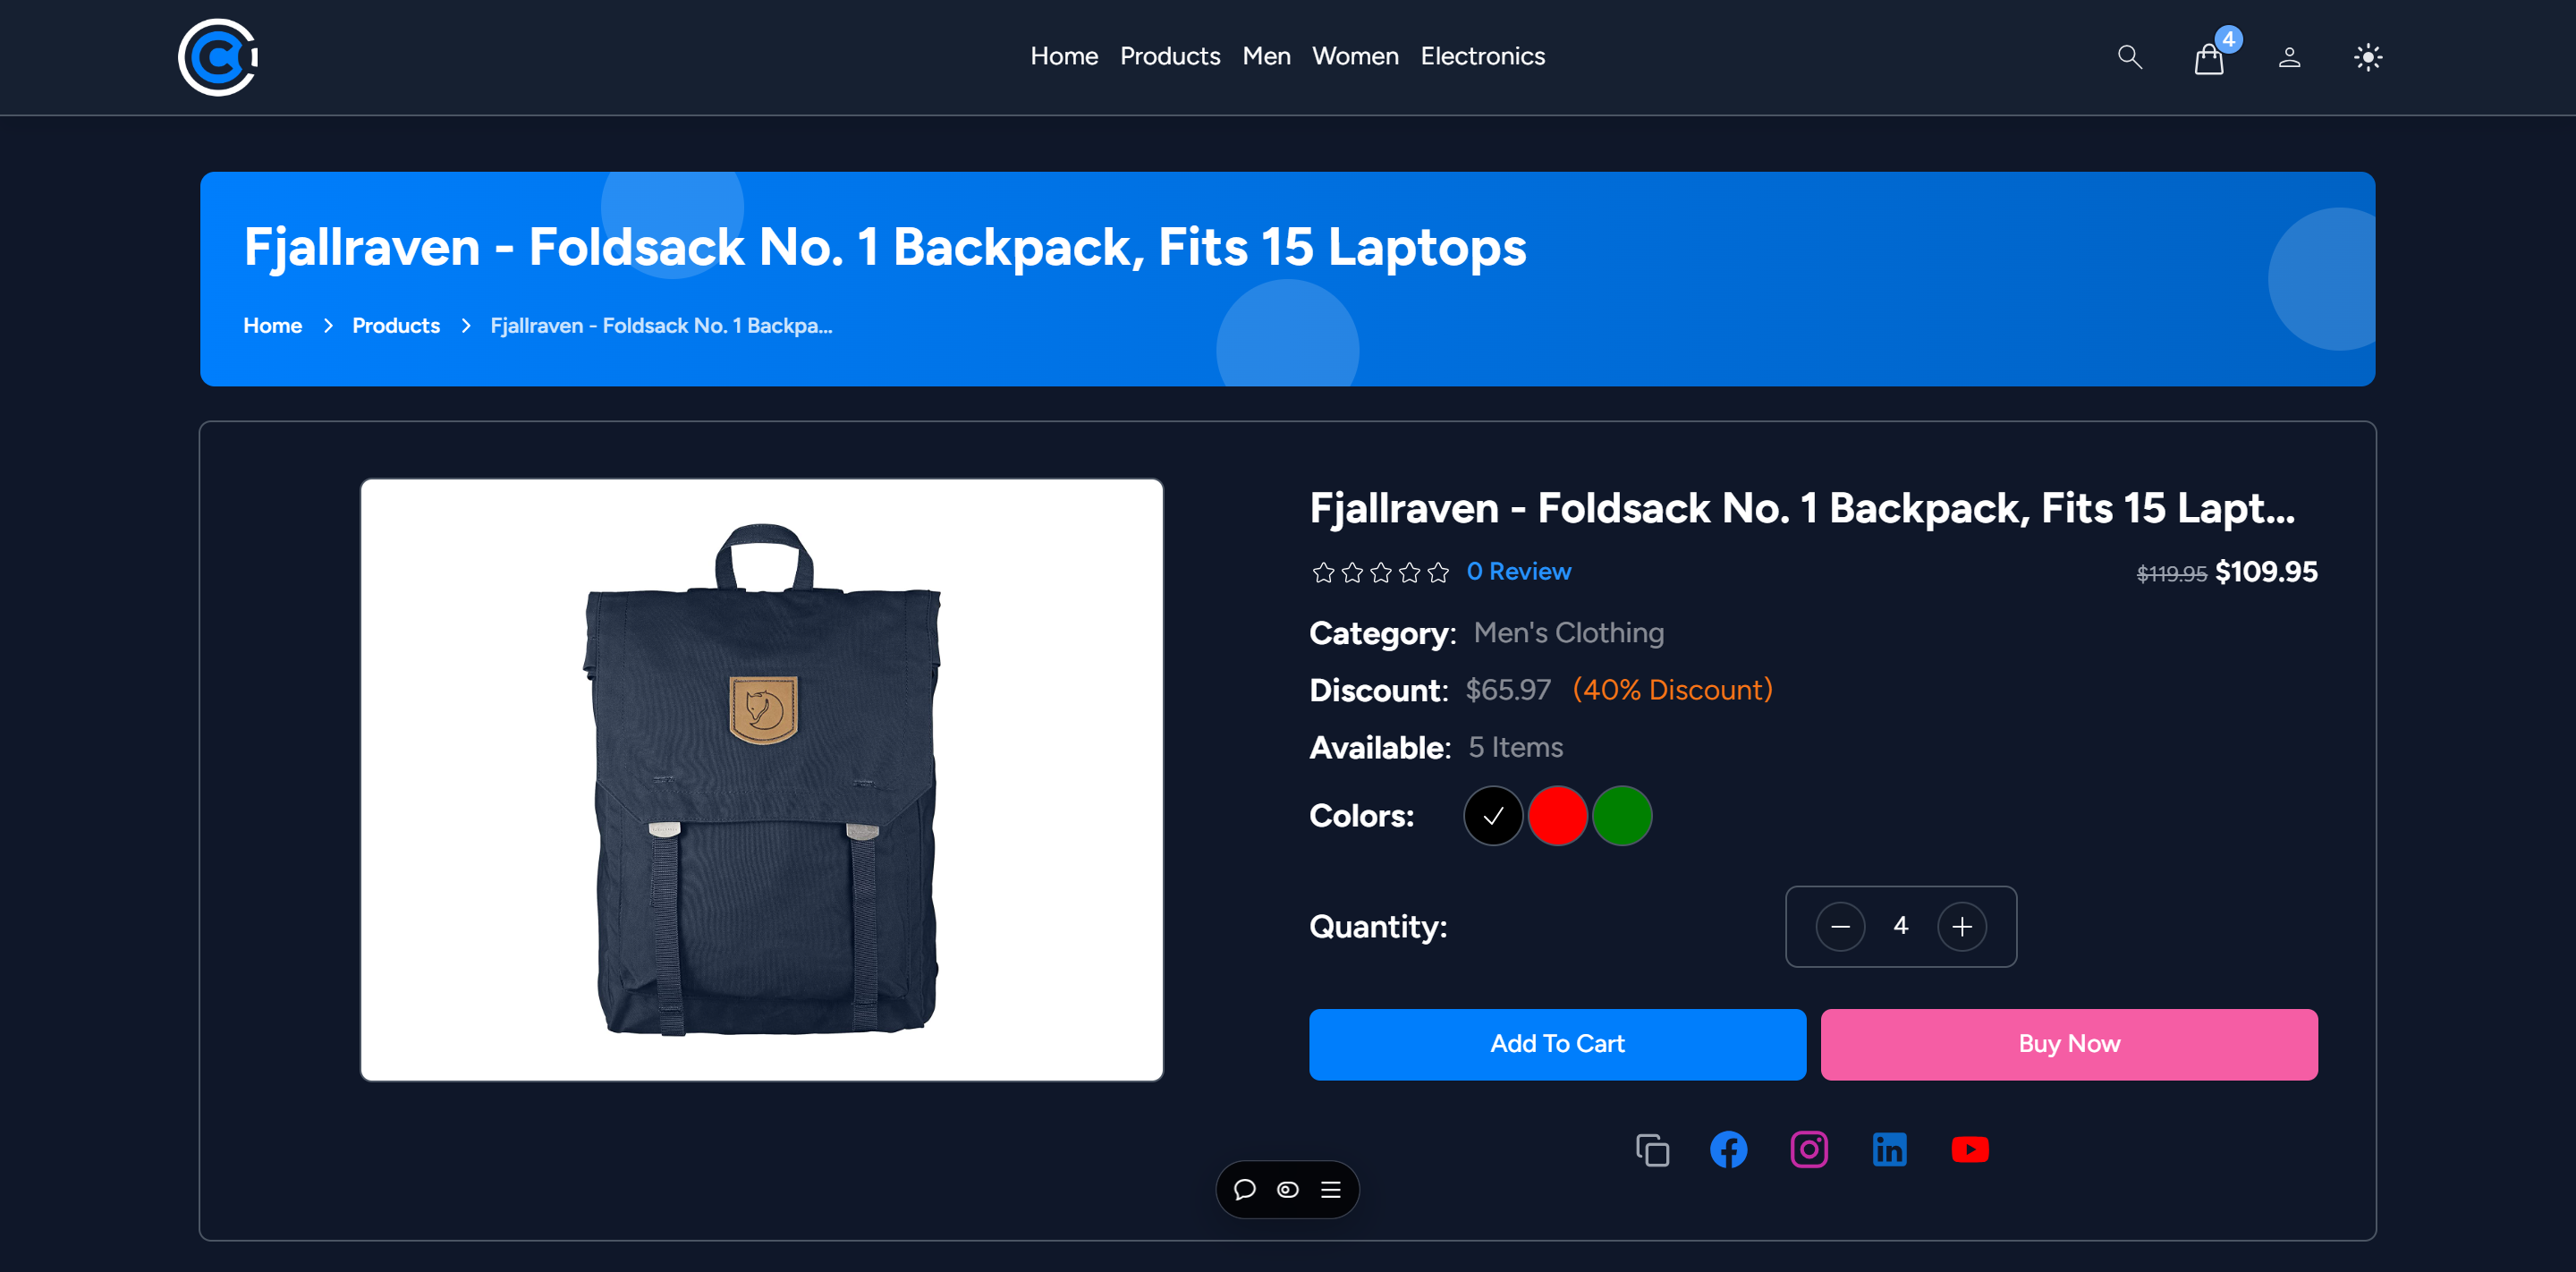 Home Products Men Women Electronics
4
Fjallraven - Foldsack No. 1 Backpack, Fits 15 Laptops
Home > Products > Fjallraven - Foldsack No. 1 Backpa...
Fjallraven - Foldsack No. 1 Backpack, Fits 15 Lapt...
0 Review $119.95 $109.95
Category: Men's Clothing
Discount: $65.97 (40% Discount)
Available: 5 Items
Colors:
Quantity: 4
Add To Cart Buy Now